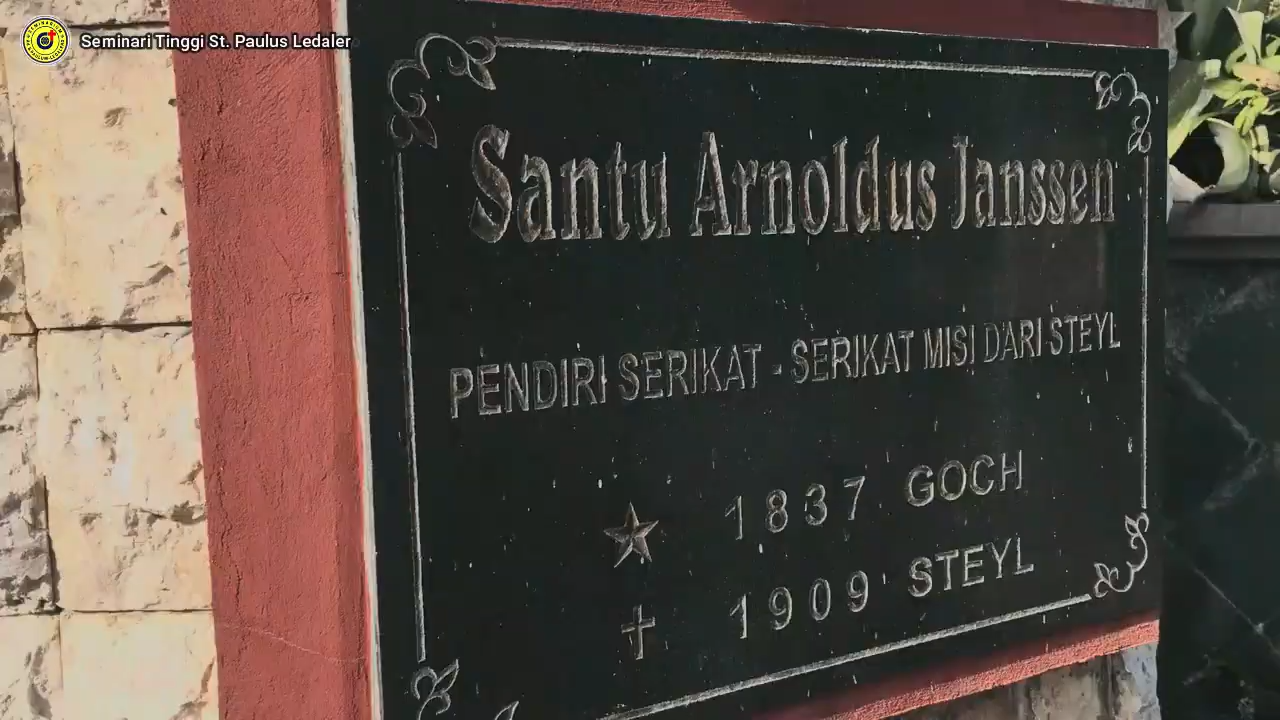 Seminari Tinggi St. Paulus Ledaler
Santu Arnoldus Janssen
PENDIRI SERIKAT - SERIKAT MISI DARI STEYL
1837 GOCH
1909 STEYL